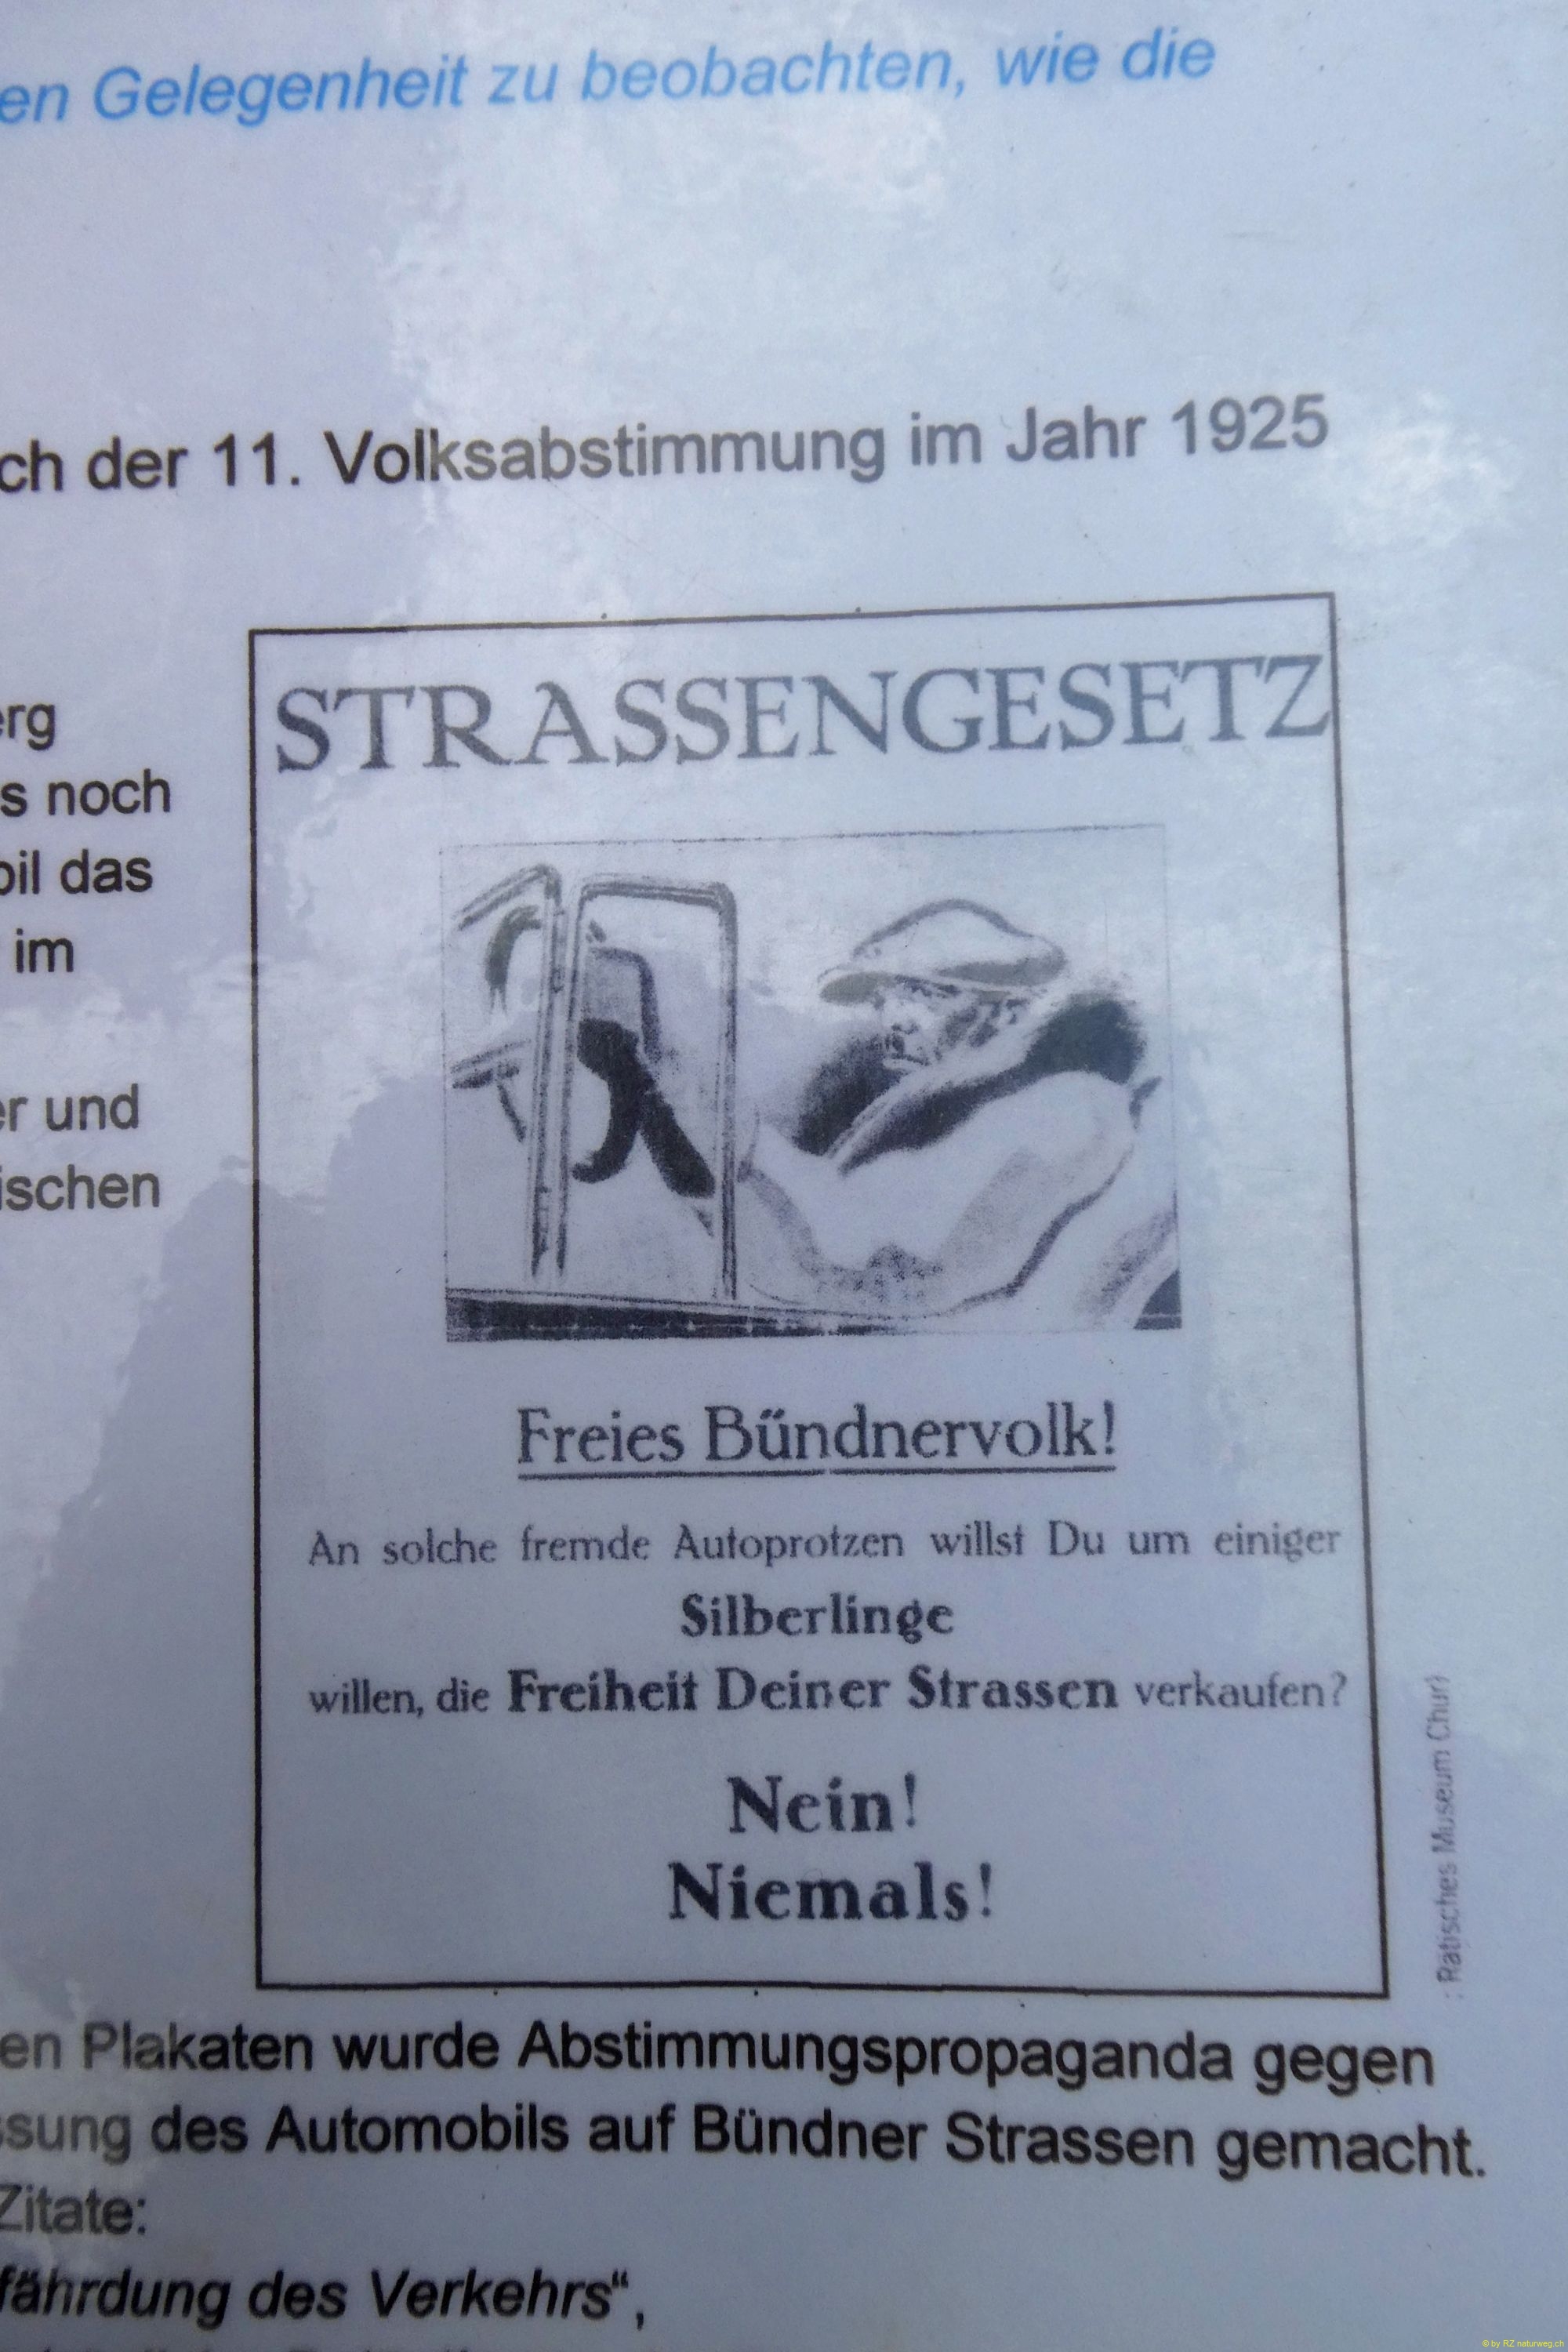 en Gelegenheit zu beobachten, wie die
ch der 11. Volksabstimmung im Jahr 1925
erg
s noch
bil das
im
er und
ischen
STRASSENGESETZ
Freies Bündnervolk!
An solche fremde Autoprotzen willst Du um einiger
Silberlinge
willen, die Freiheit Deiner Strassen verkaufen?
Nein!
Niemals!
: Rätisches Museum Chur)
en Plakaten wurde Abstimmungspropaganda gegen
ssung des Automobils auf Bündner Strassen gemacht.
Zitate:
fährdung des Verkehrs“,
© by RZ naturweg.ch